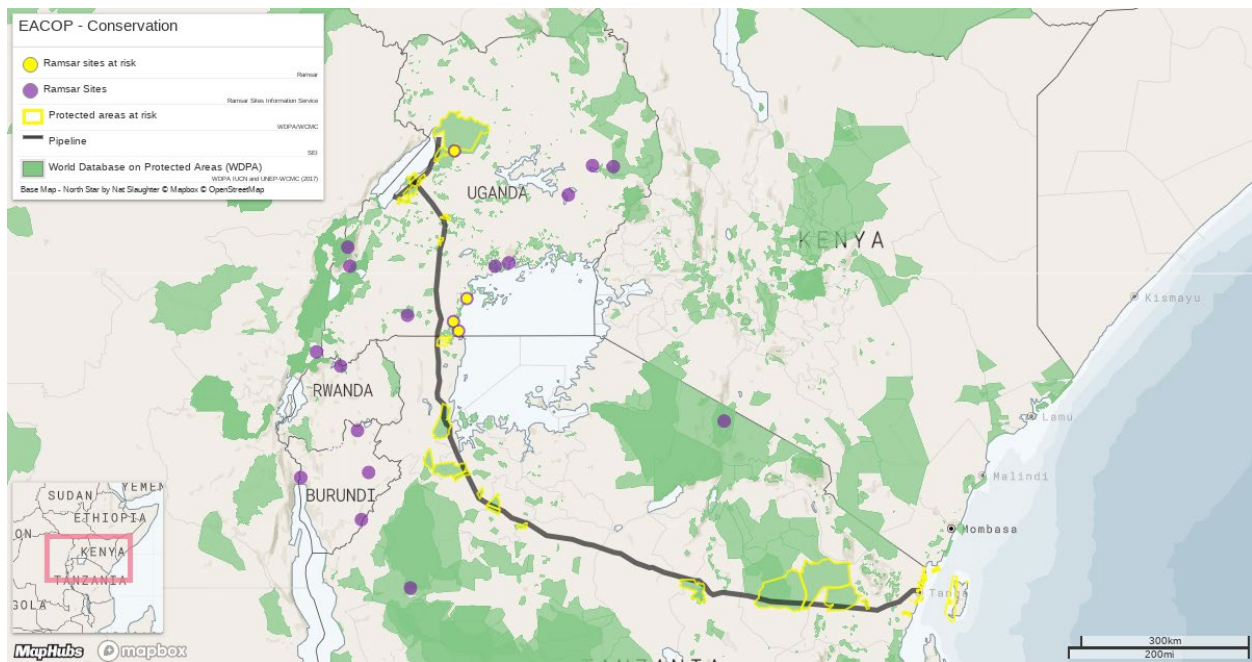 EACOP - Conservation
Ramsar sites at risk
Ramsar
Ramsar Sites
Ramsar Sites Information Service
Protected areas at risk
WDPA/WCMC
Pipeline
SEI
World Database on Protected Areas (WDPA)
WDPA IUCN and UNEP-WCMC (2017)
Base Map - North Star by Nat Slaughter © Mapbox © OpenStreetMap
UGANDA
KENYA
Kismayu
RWANDA
Lamu
Malindi
BURUNDI
Mombasa
Tanga
TANZANIA
YEMEN
SUDAN
ETHIOPIA
ON
KENYA
TANZANIA
GOLA
MapHubs
mapbox
300km
200mi